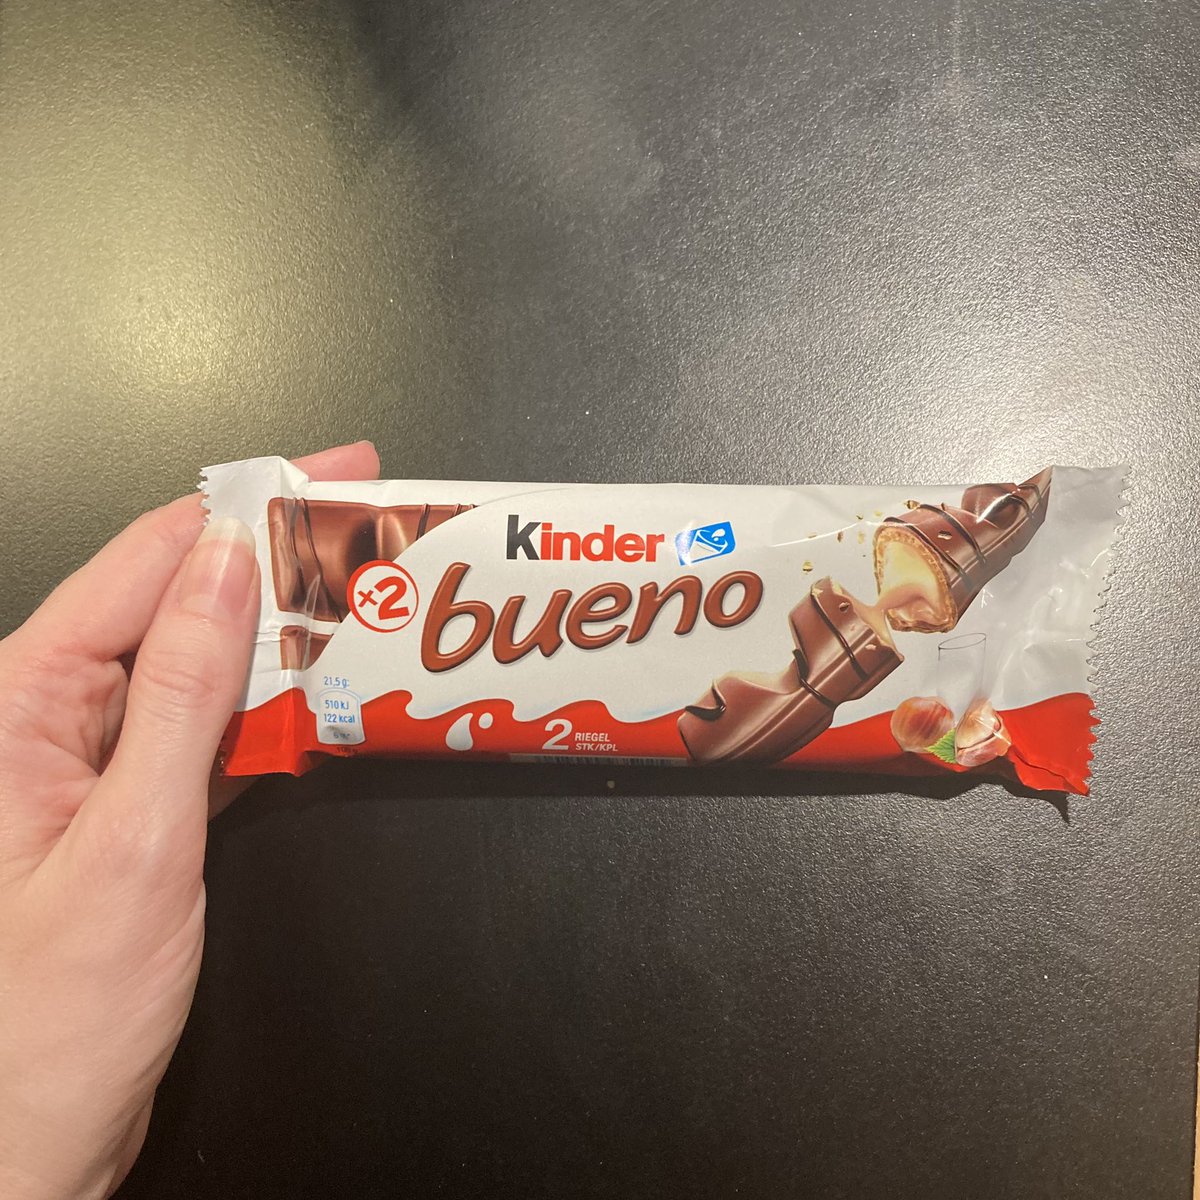 Kinder
bueno
×2
21,5 g:
510 kJ
122 kcal
2 RIEGEL
STK/KPL